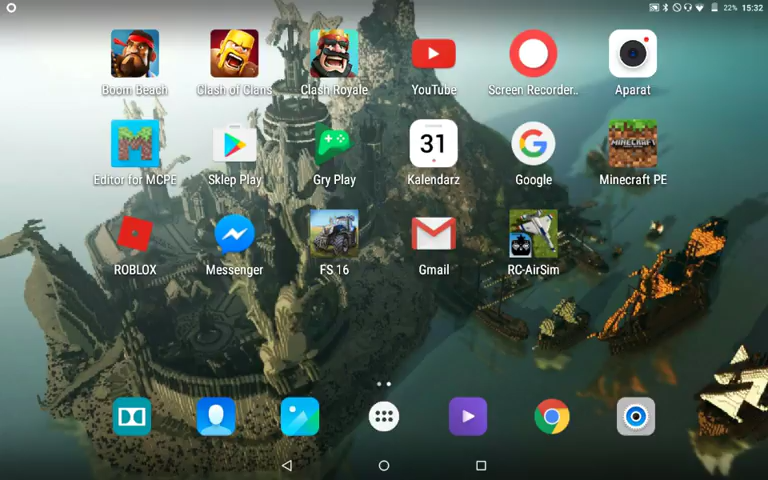 22% 15:32
Boom Beach Clash of Clans Clash Royale YouTube Screen Recorder.. Aparat
31
MINECRAFT
Editor for MCPE Sklep Play Gry Play Kalendarz Google Minecraft PE
ROBLOX Messenger FS 16 Gmail RC-AirSim